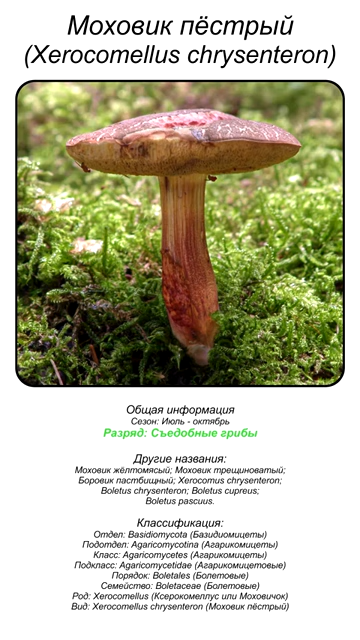 Моховик пёстрый
(Xerocomellus chrysenteron)
Общая информация
Сезон: Июль - октябрь
Разряд: Съедобные грибы
Другие названия:
Моховик жёлтомясый; Моховик трещиноватый;
Боровик пастбищный; Xerocomus chrysenteron;
Boletus chrysenteron; Boletus cupreus;
Boletus pascuus.
Классификация:
Отдел: Basidiomycota (Базидиомицеты)
Подотдел: Agaricomycotina (Агарикомицеты)
Класс: Agaricomycetes (Агарикомицеты)
Подкласс: Agaricomycetidae (Агарикомицетовые)
Порядок: Boletales (Болетовые)
Семейство: Boletaceae (Болетовые)
Род: Xerocomellus (Ксерокомеллус или Моховичок)
Вид: Xerocomellus chrysenteron (Моховик пёстрый)